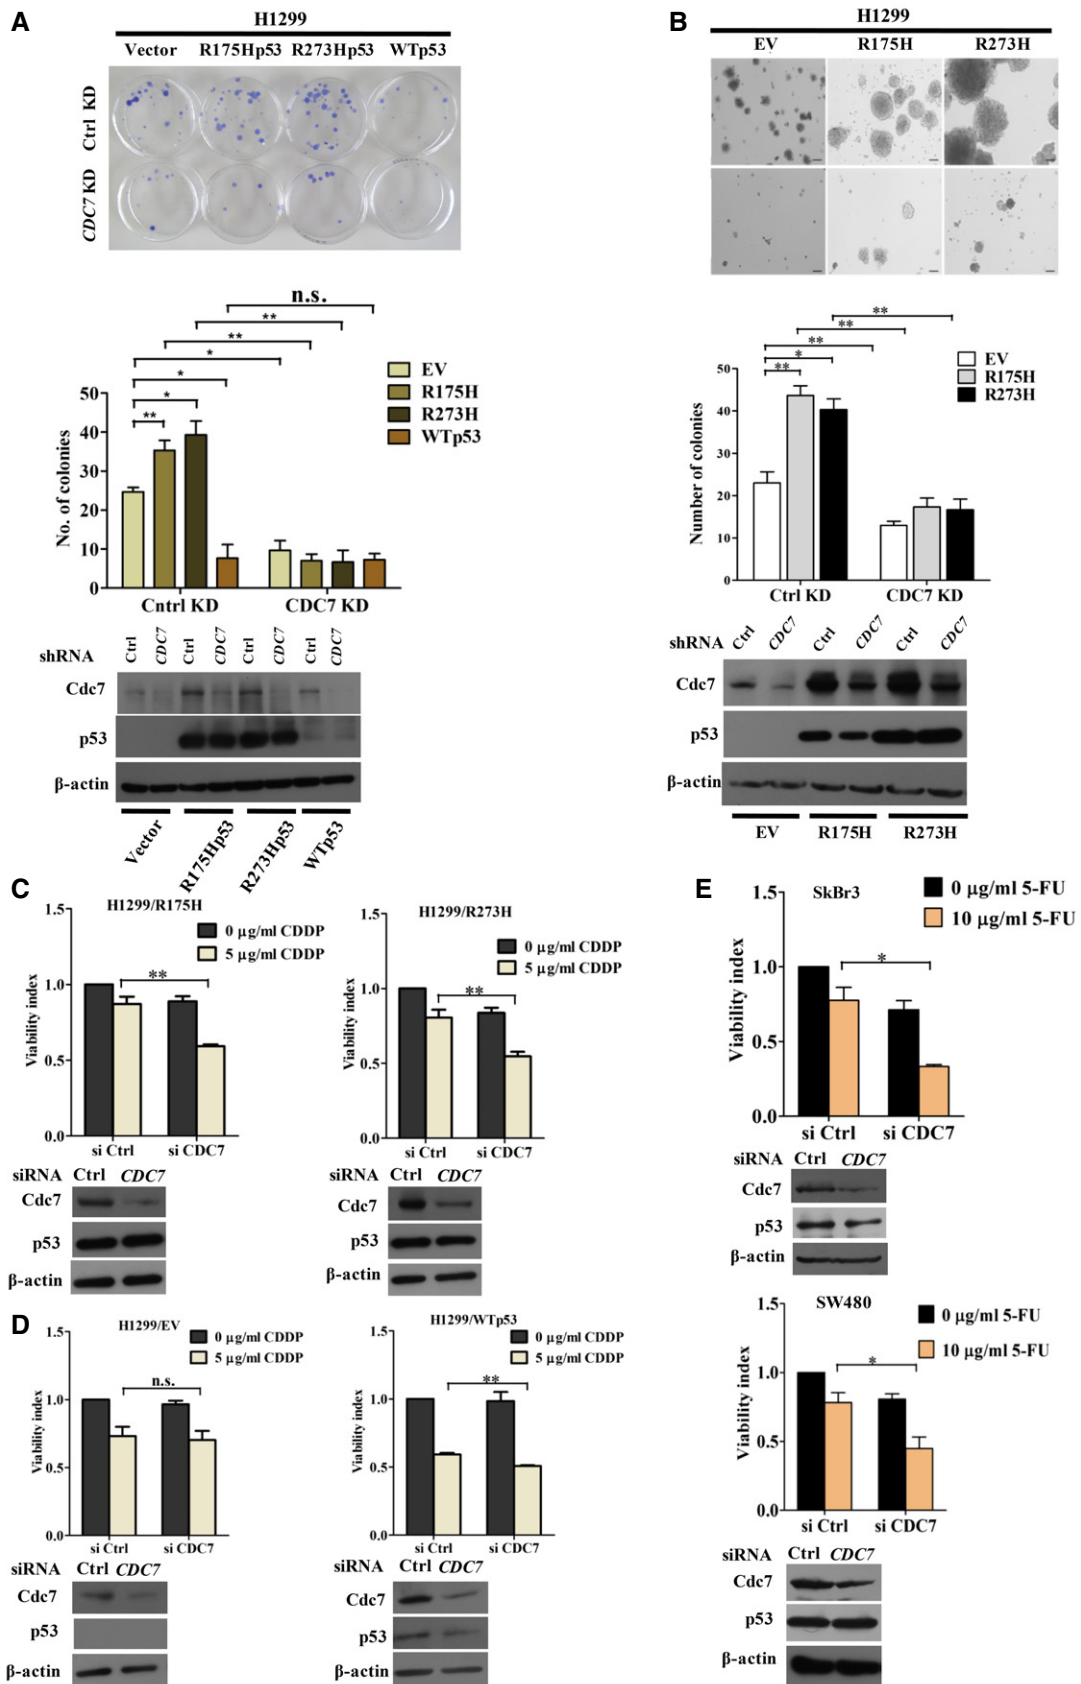 A
H1299
Vector R175Hp53 R273Hp53 WTp53
Ctrl KD
CDC7 KD
n.s.
**
**
*
*
*
**
EV
R175H
R273H
WTp53
No. of colonies
50
40
30
20
10
0
Cntrl KD CDC7 KD
shRNA Ctrl CDC7 Ctrl CDC7 Ctrl CDC7 Ctrl CDC7
Cdc7
p53
β-actin
Vector R175Hp53 R273Hp53 WTp53
B
H1299
EV R175H R273H
**
**
**
*
**
EV
R175H
R273H
Number of colonies
50
40
30
20
10
0
Ctrl KD CDC7 KD
shRNA Ctrl CDC7 Ctrl CDC7 Ctrl CDC7
Cdc7
p53
β-actin
EV R175H R273H
C
H1299/R175H
0 µg/ml CDDP
5 µg/ml CDDP
**
Viability index
1.5
1.0
0.5
0.0
si Ctrl si CDC7
siRNA Ctrl CDC7
Cdc7
p53
β-actin
H1299/R273H
0 µg/ml CDDP
5 µg/ml CDDP
**
Viability index
1.5
1.0
0.5
0.0
si Ctrl si CDC7
siRNA Ctrl CDC7
Cdc7
p53
β-actin
D
H1299/EV
0 µg/ml CDDP
5 µg/ml CDDP
n.s.
Viability index
1.5
1.0
0.5
0.0
si Ctrl si CDC7
siRNA Ctrl CDC7
Cdc7
p53
β-actin
H1299/WTp53
0 µg/ml CDDP
5 µg/ml CDDP
**
Viability index
1.5
1.0
0.5
0.0
si Ctrl si CDC7
siRNA Ctrl CDC7
Cdc7
p53
β-actin
E
SkBr3
0 µg/ml 5-FU
10 µg/ml 5-FU
*
Viability index
1.5
1.0
0.5
0.0
si Ctrl si CDC7
siRNA Ctrl CDC7
Cdc7
p53
β-actin
SW480
0 µg/ml 5-FU
10 µg/ml 5-FU
*
Viability index
1.5
1.0
0.5
0.0
si Ctrl si CDC7
siRNA Ctrl CDC7
Cdc7
p53
β-actin